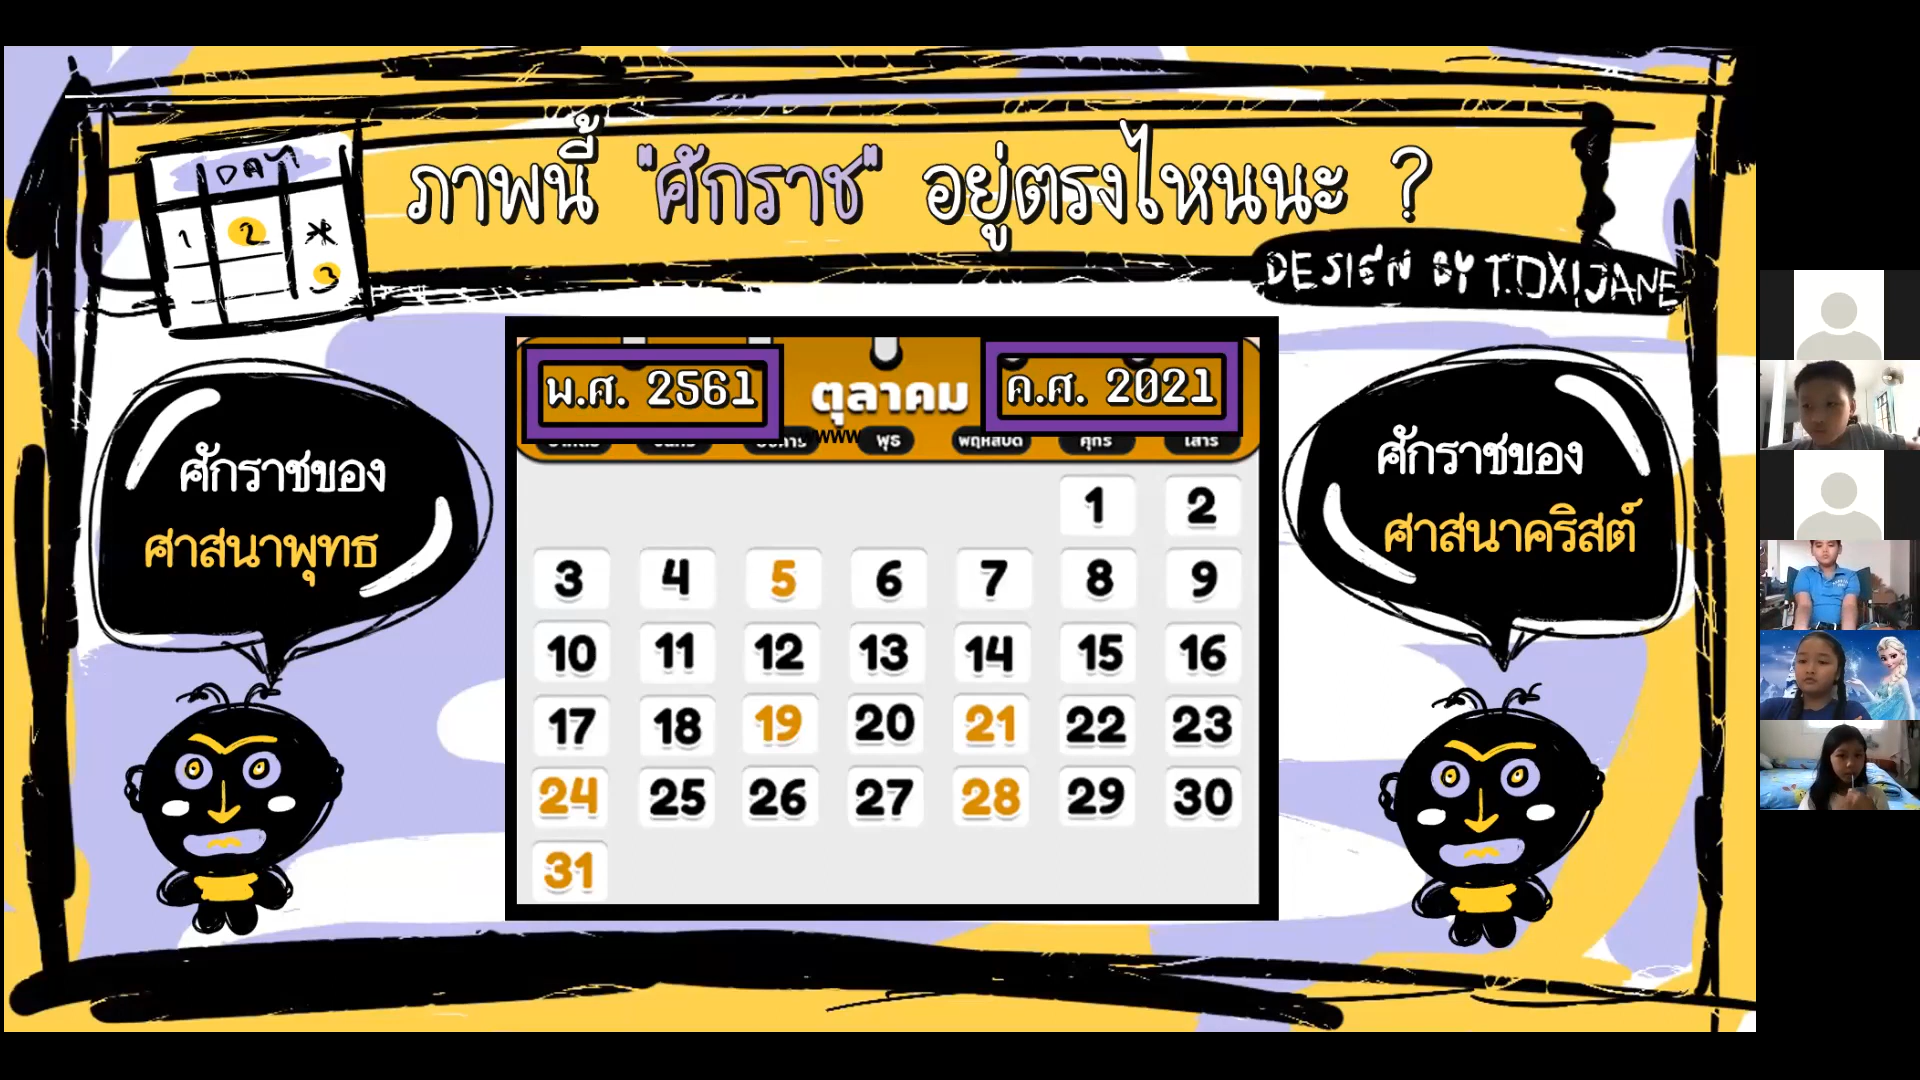 DAY
1 2
3
ภาพนี้ "ศักราช" อยู่ตรงไหนนะ ?
DESIGN BY T.OXIJANE
พ.ศ. 2561 ตุลาคม ค.ศ. 2021
พุธ พฤหัสบดี ศุกร์ เสาร์
1 2
3 4 5 6 7 8 9
10 11 12 13 14 15 16
17 18 19 20 21 22 23
24 25 26 27 28 29 30
31
ศักราชของ
ศาสนาพุทธ
ศักราชของ
ศาสนาคริสต์